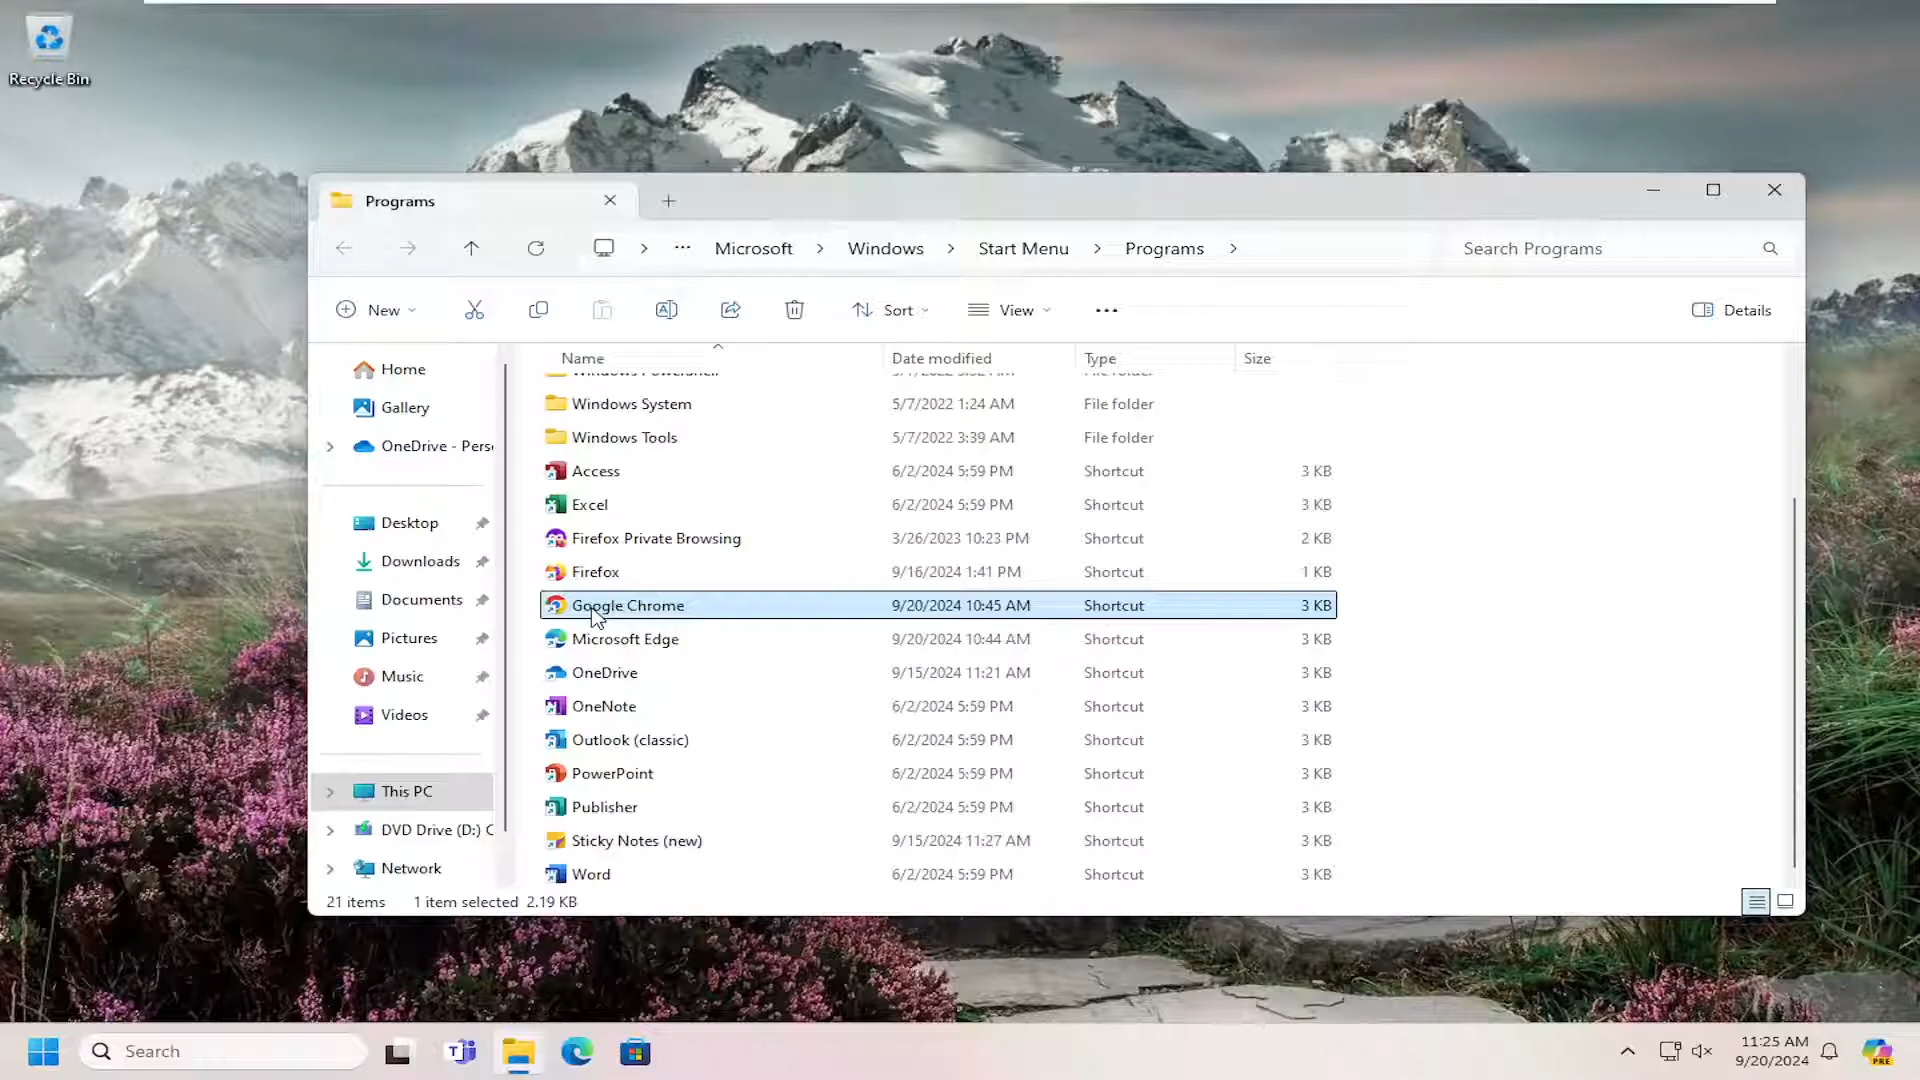 Recycle Bin
Programs
Microsoft
Windows
Start Menu
Programs
Search Programs
New
Sort
View
Details
Name Date modified Type Size
Home
Gallery
OneDrive - Pers
Desktop
Downloads
Documents
Pictures
Music
Videos
This PC
DVD Drive (D:) C
Network
Windows System 5/7/2022 1:24 AM File folder
Windows Tools 5/7/2022 3:39 AM File folder
Access 6/2/2024 5:59 PM Shortcut 3 KB
Excel 6/2/2024 5:59 PM Shortcut 3 KB
Firefox Private Browsing 3/26/2023 10:23 PM Shortcut 2 KB
Firefox 9/16/2024 1:41 PM Shortcut 1 KB
Google Chrome 9/20/2024 10:45 AM Shortcut 3 KB
Microsoft Edge 9/20/2024 10:44 AM Shortcut 3 KB
OneDrive 9/15/2024 11:21 AM Shortcut 3 KB
OneNote 6/2/2024 5:59 PM Shortcut 3 KB
Outlook (classic) 6/2/2024 5:59 PM Shortcut 3 KB
PowerPoint 6/2/2024 5:59 PM Shortcut 3 KB
Publisher 6/2/2024 5:59 PM Shortcut 3 KB
Sticky Notes (new) 9/15/2024 11:27 AM Shortcut 3 KB
Word 6/2/2024 5:59 PM Shortcut 3 KB
21 items 1 item selected 2.19 KB
Search
11:25 AM
9/20/2024
PRE